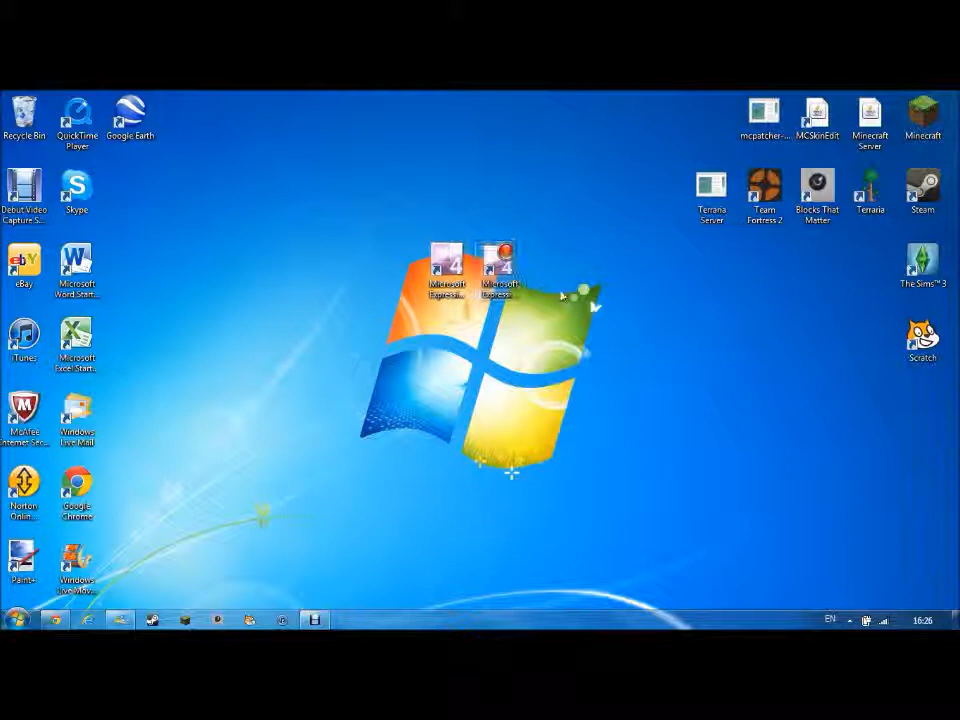 Recycle Bin
QuickTime
Player
Google Earth
mcpatcher-...
MCSkinEdit
Minecraft
Server
Minecraft
Debut Video
Capture S...
Skype
Terraria
Server
Team
Fortress 2
Blocks That
Matter
Terraria
Steam
eBay
Microsoft
Word Start...
4
Microsoft
Expressi...
4
Microsoft
Expressi...
The Sims™ 3
iTunes
Microsoft
Excel Start...
Scratch
McAfee
Internet Sec...
Windows
Live Mail
Norton
Onlin...
Google
Chrome
Paint+
Windows
Live Mov...
EN
16:26